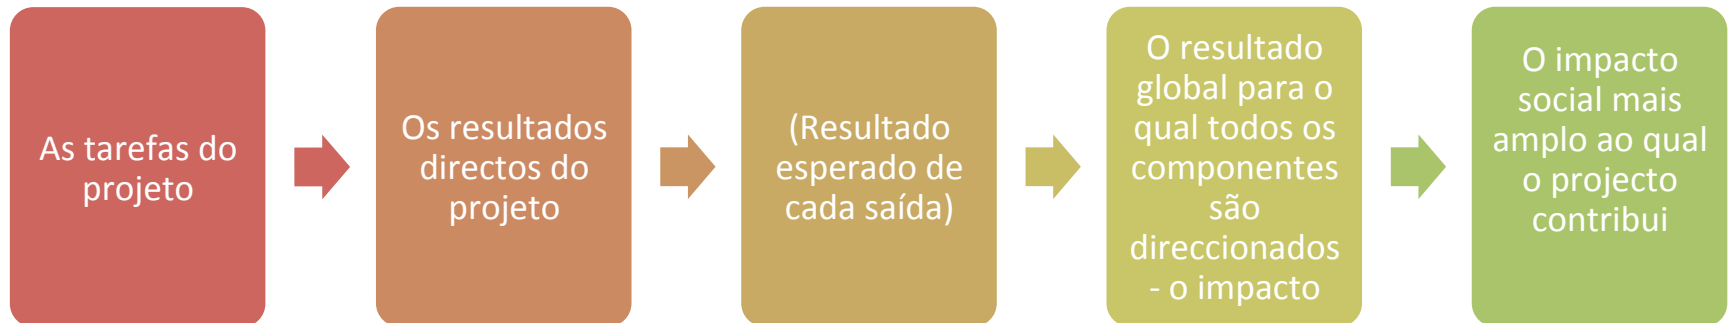 As tarefas do
projeto
Os resultados
directos do
projeto
(Resultado
esperado de
cada saída)
O resultado
global para o
qual todos os
componentes
são
direccionados
- o impacto
O impacto
social mais
amplo ao qual
o projecto
contribui